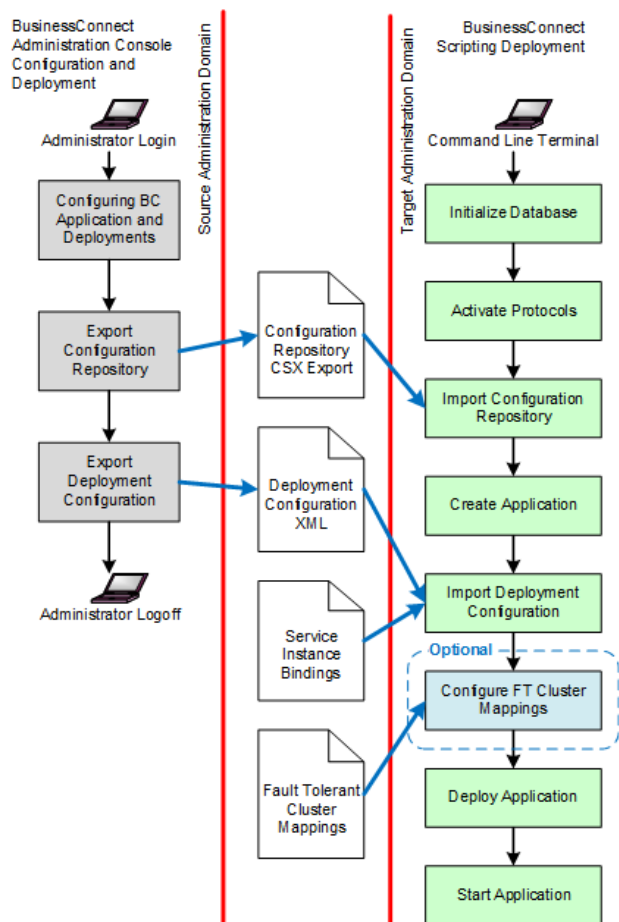 BusinessConnect
Administration Console
Configuration and
Deployment
Administrator Login
Configuring BC
Application and
Deployments
Export
Configuration
Repository
Export
Deployment
Configuration
Administrator Logoff
Source Administration Domain
Configuration
Repository
CSX Export
Deployment
Configuration
XML
Service
Instance
Bindings
Fault Tolerant
Cluster
Mappings
Target Administration Domain
BusinessConnect
Scripting Deployment
Command Line Terminal
Initialize Database
Activate Protocols
Import Configuration
Repository
Create Application
Import Deployment
Configuration
Optional
Configure FT Cluster
Mappings
Deploy Application
Start Application